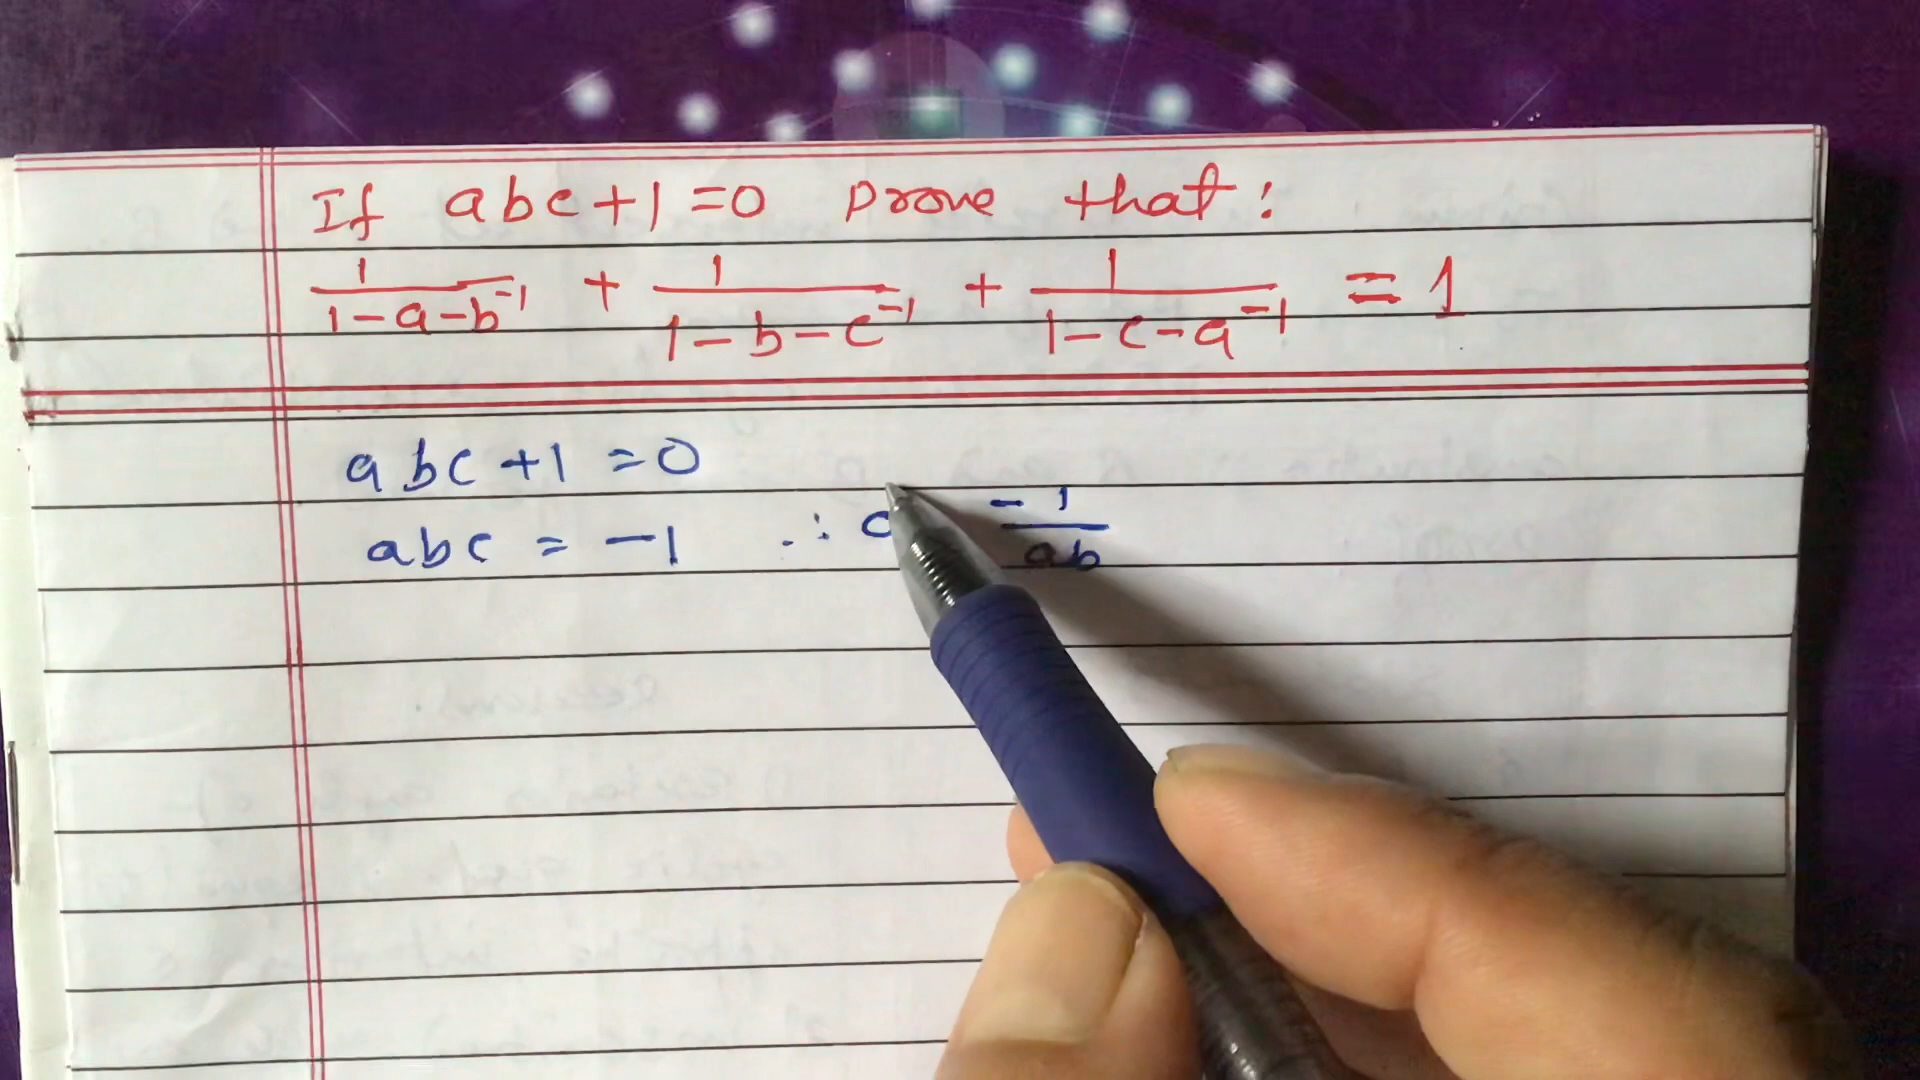 If abc+1=0 prove that:
1/(1-a-b⁻¹) + 1/(1-b-c⁻¹) + 1/(1-c-a⁻¹) = 1
abc+1=0
abc = -1 ∴ c -1/ab